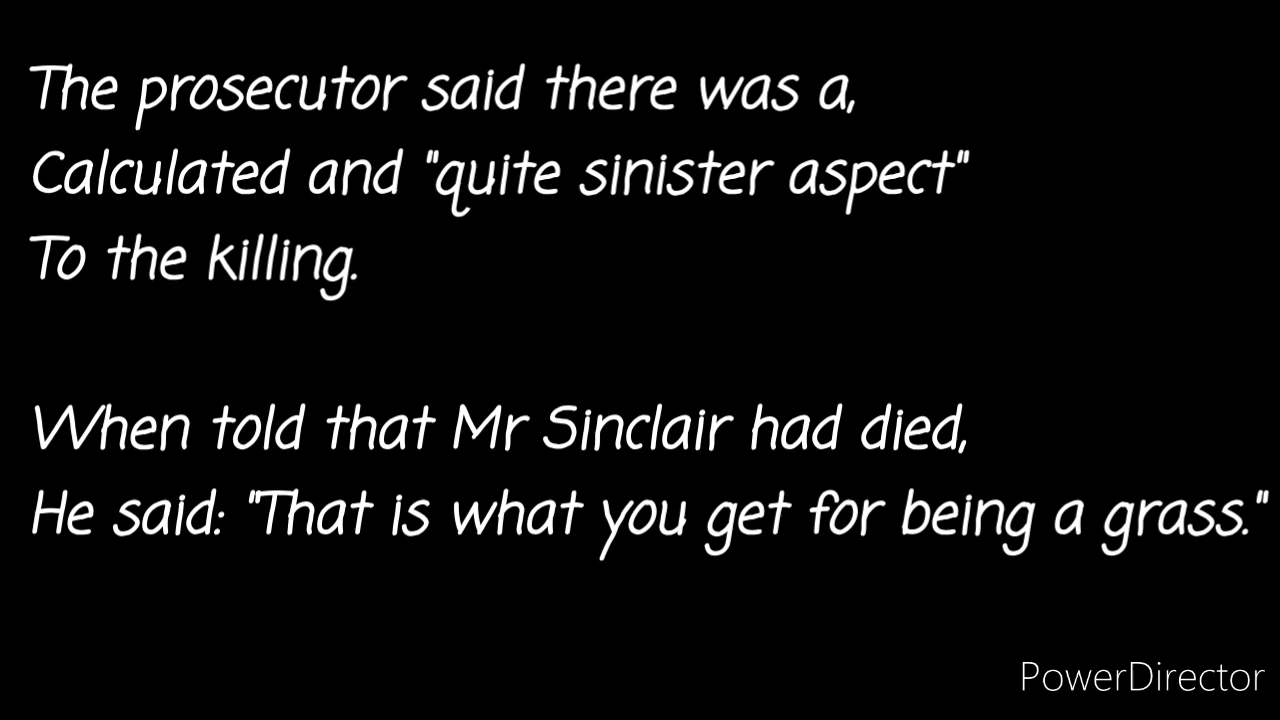 The prosecutor said there was a,
Calculated and "quite sinister aspect"
To the killing.
When told that Mr Sinclair had died,
He said: "That is what you get for being a grass."
PowerDirector